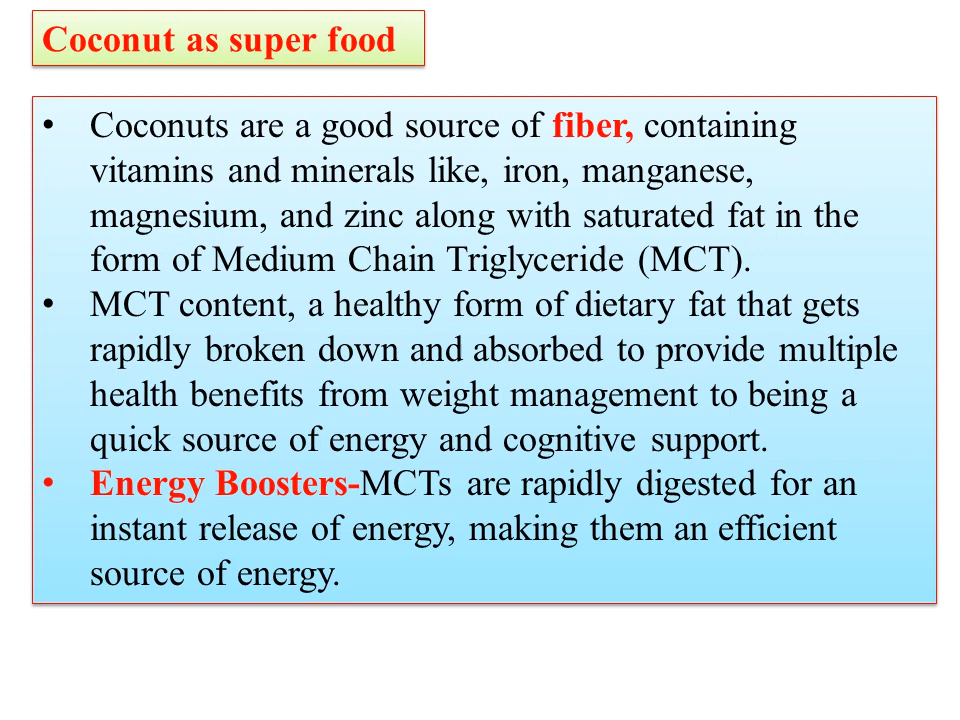 Coconut as super food
• Coconuts are a good source of fiber, containing
vitamins and minerals like, iron, manganese,
magnesium, and zinc along with saturated fat in the
form of Medium Chain Triglyceride (MCT).
• MCT content, a healthy form of dietary fat that gets
rapidly broken down and absorbed to provide multiple
health benefits from weight management to being a
quick source of energy and cognitive support.
• Energy Boosters-MCTs are rapidly digested for an
instant release of energy, making them an efficient
source of energy.